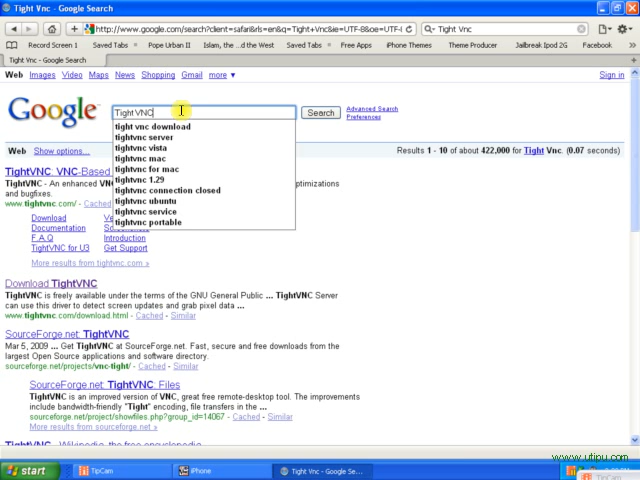 Tight Vnc - Google Search
http://www.google.com/search?client=safari&rls=en&q=Tight+Vnc&ie=UTF-8&oe=UTF-
Tight Vnc
Record Screen 1 Saved Tabs Pope Urban II Islam, the ...d the West Saved Tabs Free Apps iPhone Themes Theme Producer Jailbreak Ipod 2G Facebook
Tight Vnc - Google Search
Web Images Video Maps News Shopping Gmail more ▼ Sign in
Google
Tight VNC Search
Advanced Search
Preferences
tight vnc download
tightvnc server
tightvnc vista
tightvnc mac
tightvnc for mac
tightvnc 1.29
tightvnc connection closed
tightvnc ubuntu
tightvnc service
tightvnc portable
Web Show options... Results 1 - 10 of about 422,000 for Tight Vnc. (0.07 seconds)
TightVNC: VNC-Based
TightVNC - An enhanced
and bugfixes.
www.tightvnc.com/ - Cached
Download
Documentation
F.A.Q Introduction
TightVNC for U3 Get Support
More results from tightvnc.com »
Download TightVNC
TightVNC is freely available under the terms of the GNU General Public ... TightVNC Server
can use this driver to detect screen updates and grab pixel data ...
www.tightvnc.com/download.html - Cached - Similar
SourceForge.net: TightVNC
Mar 5, 2009 ... Get TightVNC at SourceForge.net. Fast, secure and free downloads from the
largest Open Source applications and software directory.
sourceforge.net/projects/vnc-tight/ - Cached - Similar
SourceForge.net: TightVNC: Files
TightVNC is an improved version of VNC, great free remote-desktop tool. The improvements
include bandwidth-friendly "Tight" encoding, file transfers in the ...
sourceforge.net/project/showfiles.php?group_id=14067 - Cached - Similar
More results from sourceforge.net »
TightVNC - Wikipedia, the free encyclopedia
www.utipu.com
start TipCam iPhone Tight Vnc - Google Se...
TipCam